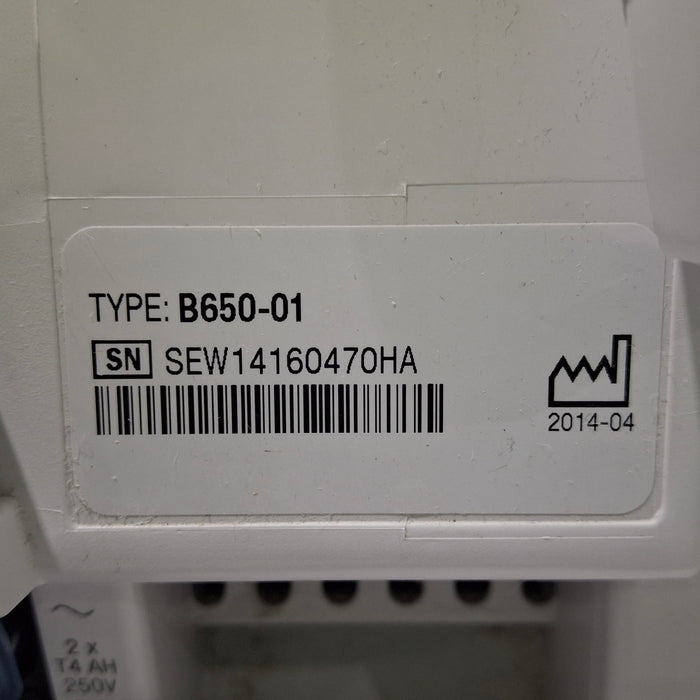 TYPE: B650-01
SN SEW14160470HA
2014-04
2 x
T4 AH
250V